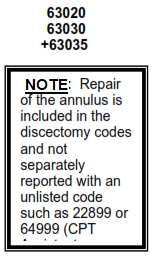 63020
63030
+63035
NOTE: Repair
of the annulus is
included in the
discectomy codes
and not
separately
reported with an
unlisted code
such as 22899 or
64999 (CPT